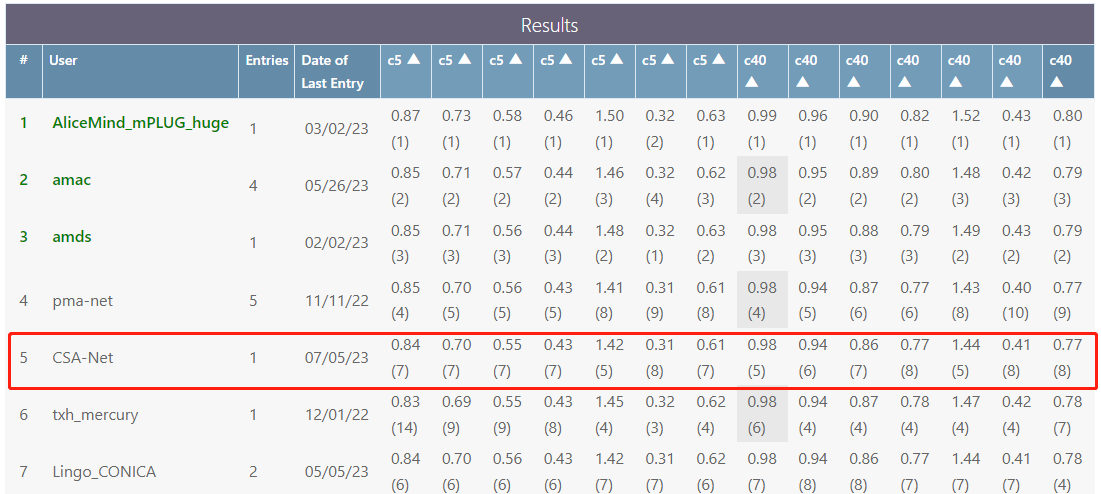 Results
# User Entries Date of Last Entry c5 ▲ c5 ▲ c5 ▲ c5 ▲ c5 ▲ c5 ▲ c5 ▲ c40 ▲ c40 ▲ c40 ▲ c40 ▲ c40 ▲ c40 ▲ c40 ▲
1 AliceMind_mPLUG_huge 1 03/02/23 0.87 0.73 0.58 0.46 1.50 0.32 0.63 0.99 0.96 0.90 0.82 1.52 0.43 0.80
(1) (1) (1) (1) (1) (2) (1) (1) (1) (1) (1) (1) (1) (1)
2 amac 4 05/26/23 0.85 0.71 0.57 0.44 1.46 0.32 0.62 0.98 0.95 0.89 0.80 1.48 0.42 0.79
(2) (2) (2) (2) (3) (4) (3) (2) (2) (2) (2) (3) (3) (3)
3 amds 1 02/02/23 0.85 0.71 0.56 0.44 1.48 0.32 0.63 0.98 0.95 0.88 0.79 1.49 0.43 0.79
(3) (3) (3) (3) (2) (1) (2) (3) (3) (3) (3) (2) (2) (2)
4 pma-net 5 11/11/22 0.85 0.70 0.56 0.43 1.41 0.31 0.61 0.98 0.94 0.87 0.77 1.43 0.40 0.77
(4) (5) (5) (5) (8) (9) (8) (4) (5) (6) (6) (8) (10) (9)
5 CSA-Net 1 07/05/23 0.84 0.70 0.55 0.43 1.42 0.31 0.61 0.98 0.94 0.86 0.77 1.44 0.41 0.77
(7) (7) (7) (7) (5) (8) (7) (5) (6) (7) (8) (5) (8) (8)
6 txh_mercury 1 12/01/22 0.83 0.69 0.55 0.43 1.45 0.32 0.62 0.98 0.94 0.87 0.78 1.47 0.42 0.78
(14) (9) (9) (8) (4) (3) (4) (6) (4) (4) (4) (4) (4) (7)
7 Lingo_CONICA 2 05/05/23 0.84 0.70 0.56 0.43 1.42 0.31 0.62 0.98 0.94 0.86 0.77 1.44 0.41 0.78
(6) (6) (6) (6) (7) (7) (6) (7) (8) (8) (7) (7) (7) (4)